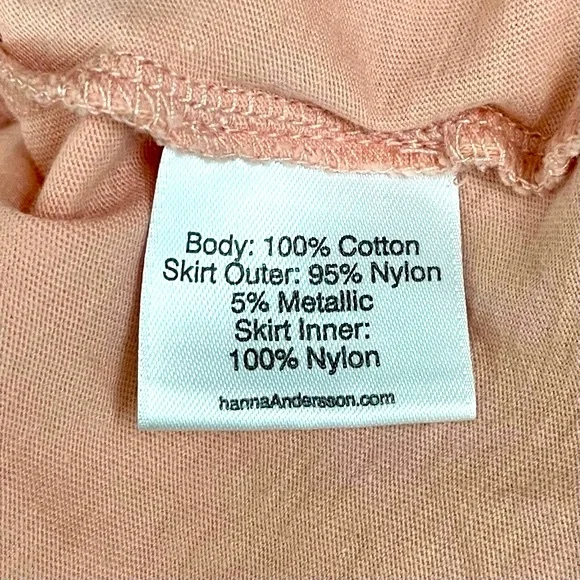 Body: 100% Cotton
Skirt Outer: 95% Nylon
5% Metallic
Skirt Inner:
100% Nylon
hannaAndersson.com